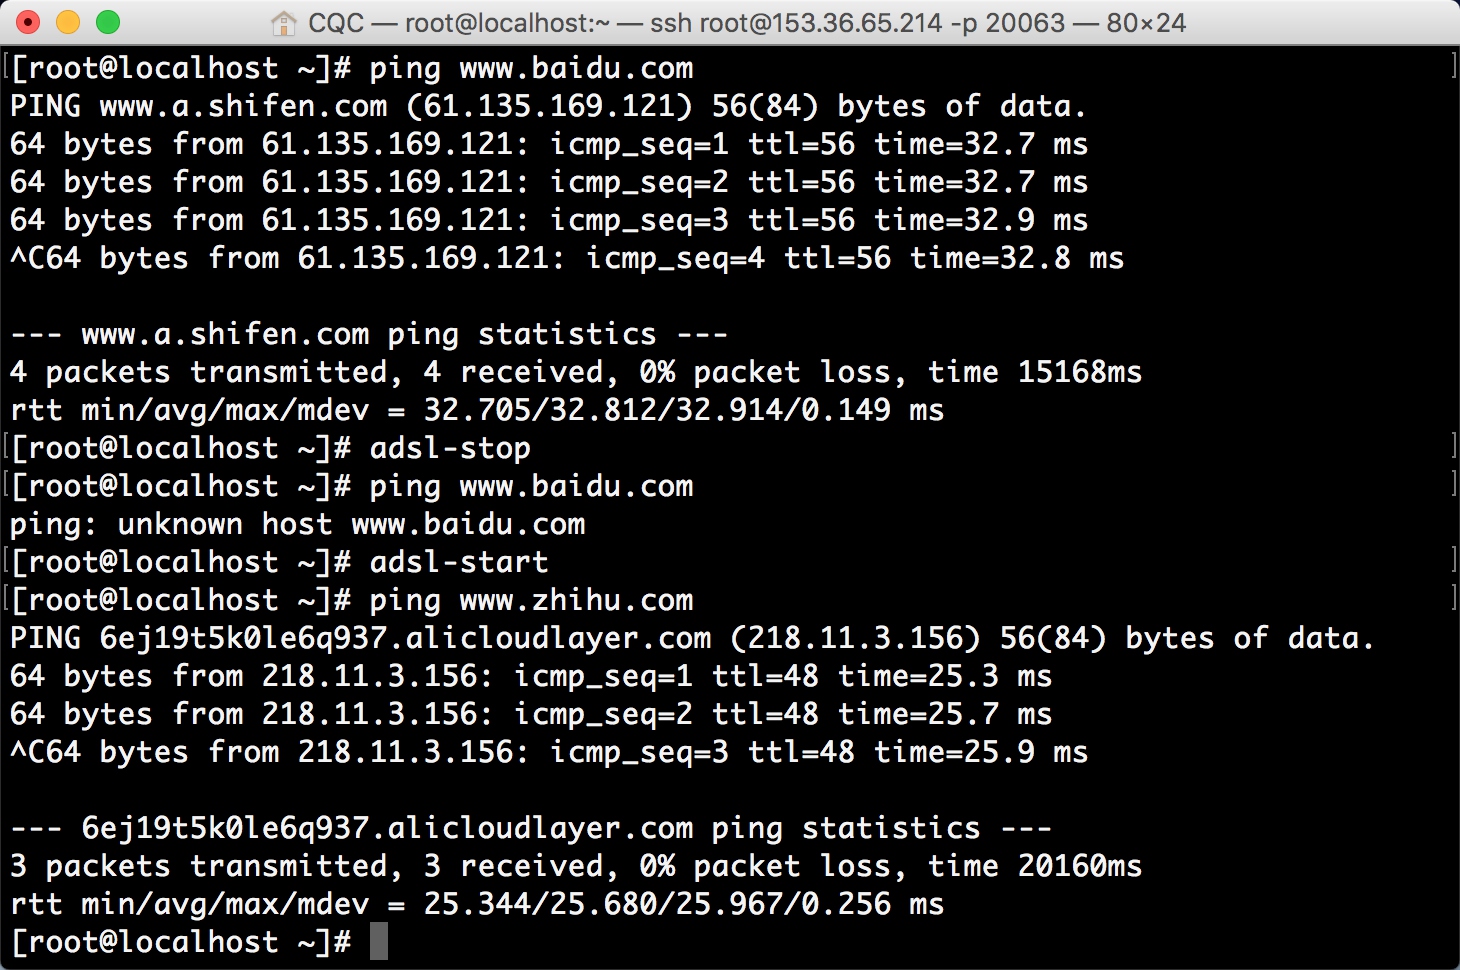 CQC — root@localhost:~ — ssh root@153.36.65.214 -p 20063 — 80×24
[root@localhost ~]# ping www.baidu.com
PING www.a.shifen.com (61.135.169.121) 56(84) bytes of data.
64 bytes from 61.135.169.121: icmp_seq=1 ttl=56 time=32.7 ms
64 bytes from 61.135.169.121: icmp_seq=2 ttl=56 time=32.7 ms
64 bytes from 61.135.169.121: icmp_seq=3 ttl=56 time=32.9 ms
^C64 bytes from 61.135.169.121: icmp_seq=4 ttl=56 time=32.8 ms

--- www.a.shifen.com ping statistics ---
4 packets transmitted, 4 received, 0% packet loss, time 15168ms
rtt min/avg/max/mdev = 32.705/32.812/32.914/0.149 ms
[root@localhost ~]# adsl-stop
[root@localhost ~]# ping www.baidu.com
ping: unknown host www.baidu.com
[root@localhost ~]# adsl-start
[root@localhost ~]# ping www.zhihu.com
PING 6ej19t5k0le6q937.alicloudlayer.com (218.11.3.156) 56(84) bytes of data.
64 bytes from 218.11.3.156: icmp_seq=1 ttl=48 time=25.3 ms
64 bytes from 218.11.3.156: icmp_seq=2 ttl=48 time=25.7 ms
^C64 bytes from 218.11.3.156: icmp_seq=3 ttl=48 time=25.9 ms

--- 6ej19t5k0le6q937.alicloudlayer.com ping statistics ---
3 packets transmitted, 3 received, 0% packet loss, time 20160ms
rtt min/avg/max/mdev = 25.344/25.680/25.967/0.256 ms
[root@localhost ~]#